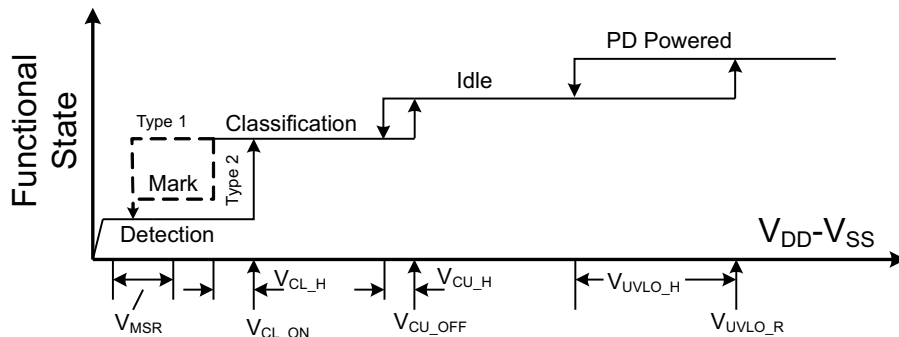 Functional
State
PD Powered
Idle
Type 1
Classification
Mark
Type 2
Detection
VDD-VSS
VCL_H
VCU_H
VUVLO_H
VMSR
VCL_ON
VCU_OFF
VUVLO_R